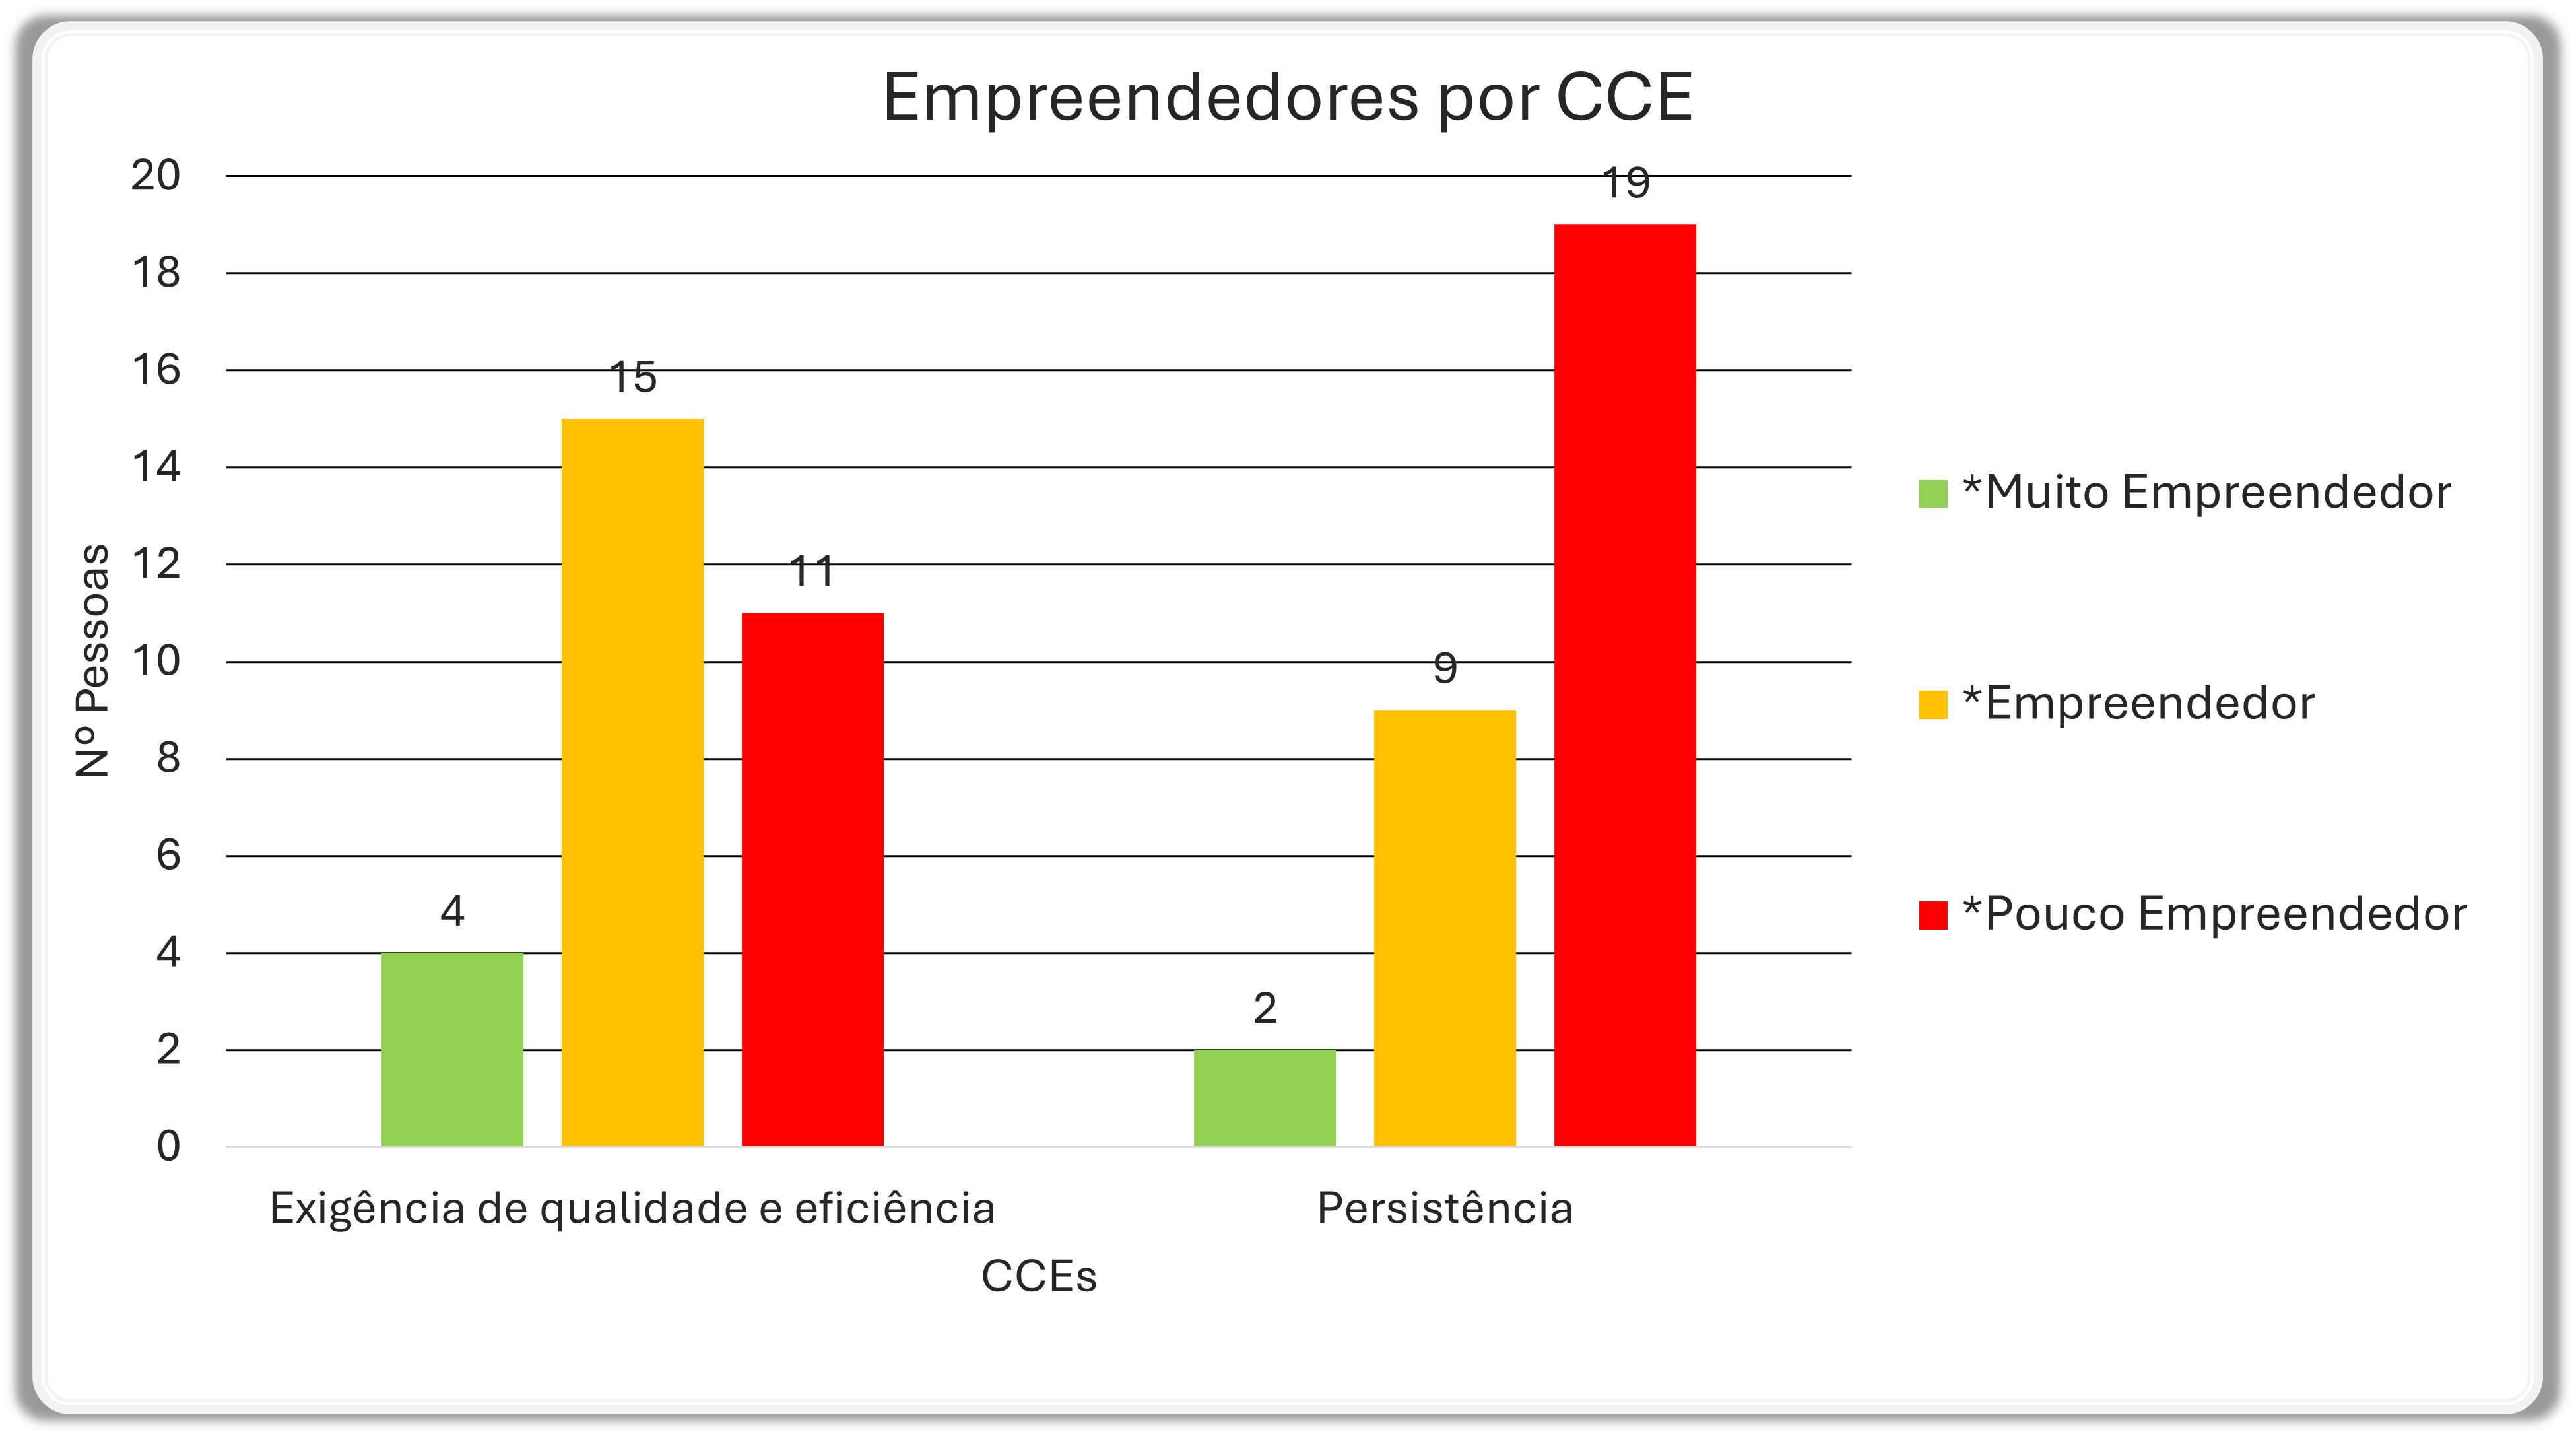 Empreendedores por CCE
20
18
16
14
12
10
8
6
4
2
0
Nº Pessoas
4
15
11
2
9
19
Exigência de qualidade e eficiência
Persistência
CCEs
*Muito Empreendedor
*Empreendedor
*Pouco Empreendedor